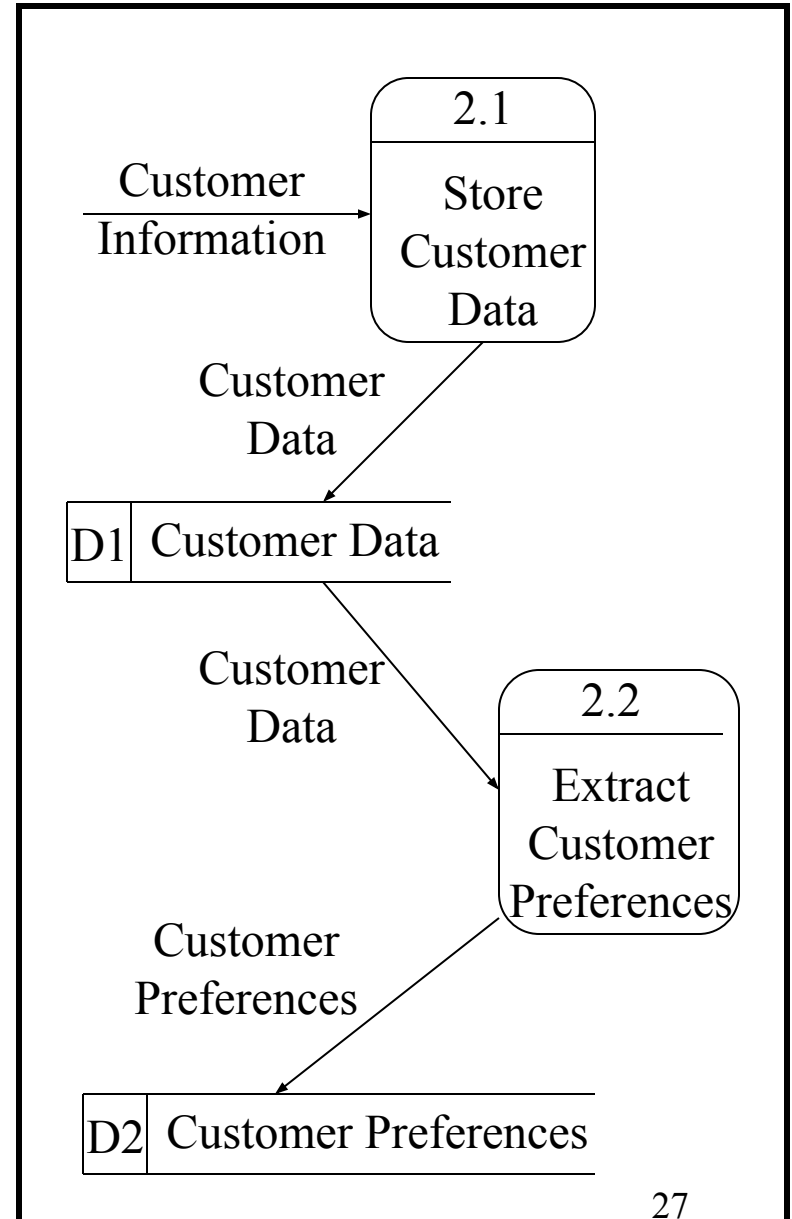 2.1
Customer
Information
Store
Customer
Data
Customer
Data
D1 Customer Data
Customer
Data
2.2
Extract
Customer
Preferences
Customer
Preferences
D2 Customer Preferences
27